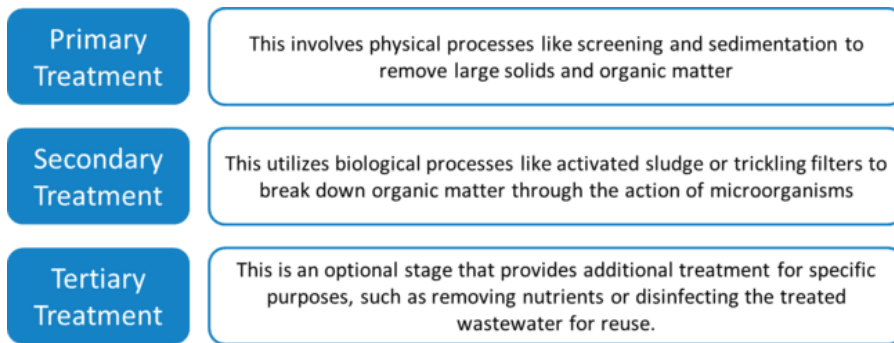 Primary
Treatment
This involves physical processes like screening and sedimentation to
remove large solids and organic matter
Secondary
Treatment
This utilizes biological processes like activated sludge or trickling filters to
break down organic matter through the action of microorganisms
Tertiary
Treatment
This is an optional stage that provides additional treatment for specific
purposes, such as removing nutrients or disinfecting the treated
wastewater for reuse.